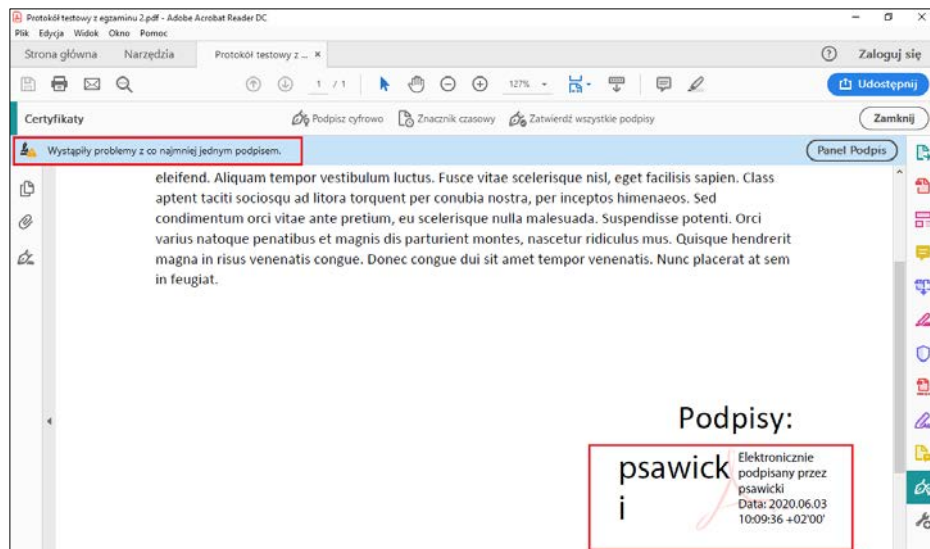 Protokół testowy z egzaminu 2.pdf - Adobe Acrobat Reader DC
Plik Edycja Widok Okno Pomoc
Strona główna Narzędzia Protokół testowy z ... × Zaloguj się
1 / 1 127% Udostępnij
Certyfikaty Podpisz cyfrowo Znacznik czasowy Zatwierdź wszystkie podpisy Zamknij
Wystąpiły problemy z co najmniej jednym podpisem. Panel Podpis
eleifend. Aliquam tempor vestibulum luctus. Fusce vitae scelerisque nisl, eget facilisis sapien. Class
aptent taciti sociosqu ad litora torquent per conubia nostra, per inceptos himenaeos. Sed
condimentum orci vitae ante pretium, eu scelerisque nulla malesuada. Suspendisse potenti. Orci
varius natoque penatibus et magnis dis parturient montes, nascetur ridiculus mus. Quisque hendrerit
magna in risus venenatis congue. Donec congue dui sit amet tempor venenatis. Nunc placerat at sem
in feugiat.
Podpisy:
psawick
i
Elektronicznie
podpisany przez
psawicki
Data: 2020.06.03
10:09:36 +02'00'